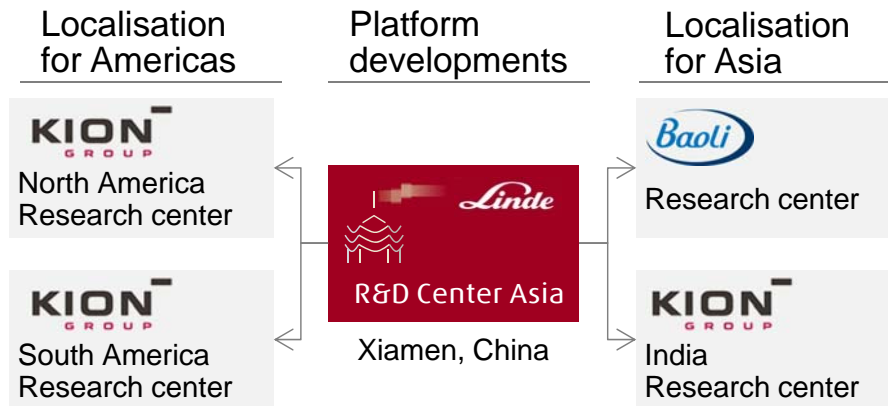 Localisation
for Americas
KION
GROUP
North America
Research center
KION
GROUP
South America
Research center
Platform
developments
Linde
R&D Center Asia
Xiamen, China
Localisation
for Asia
Baoli
Research center
KION
GROUP
India
Research center